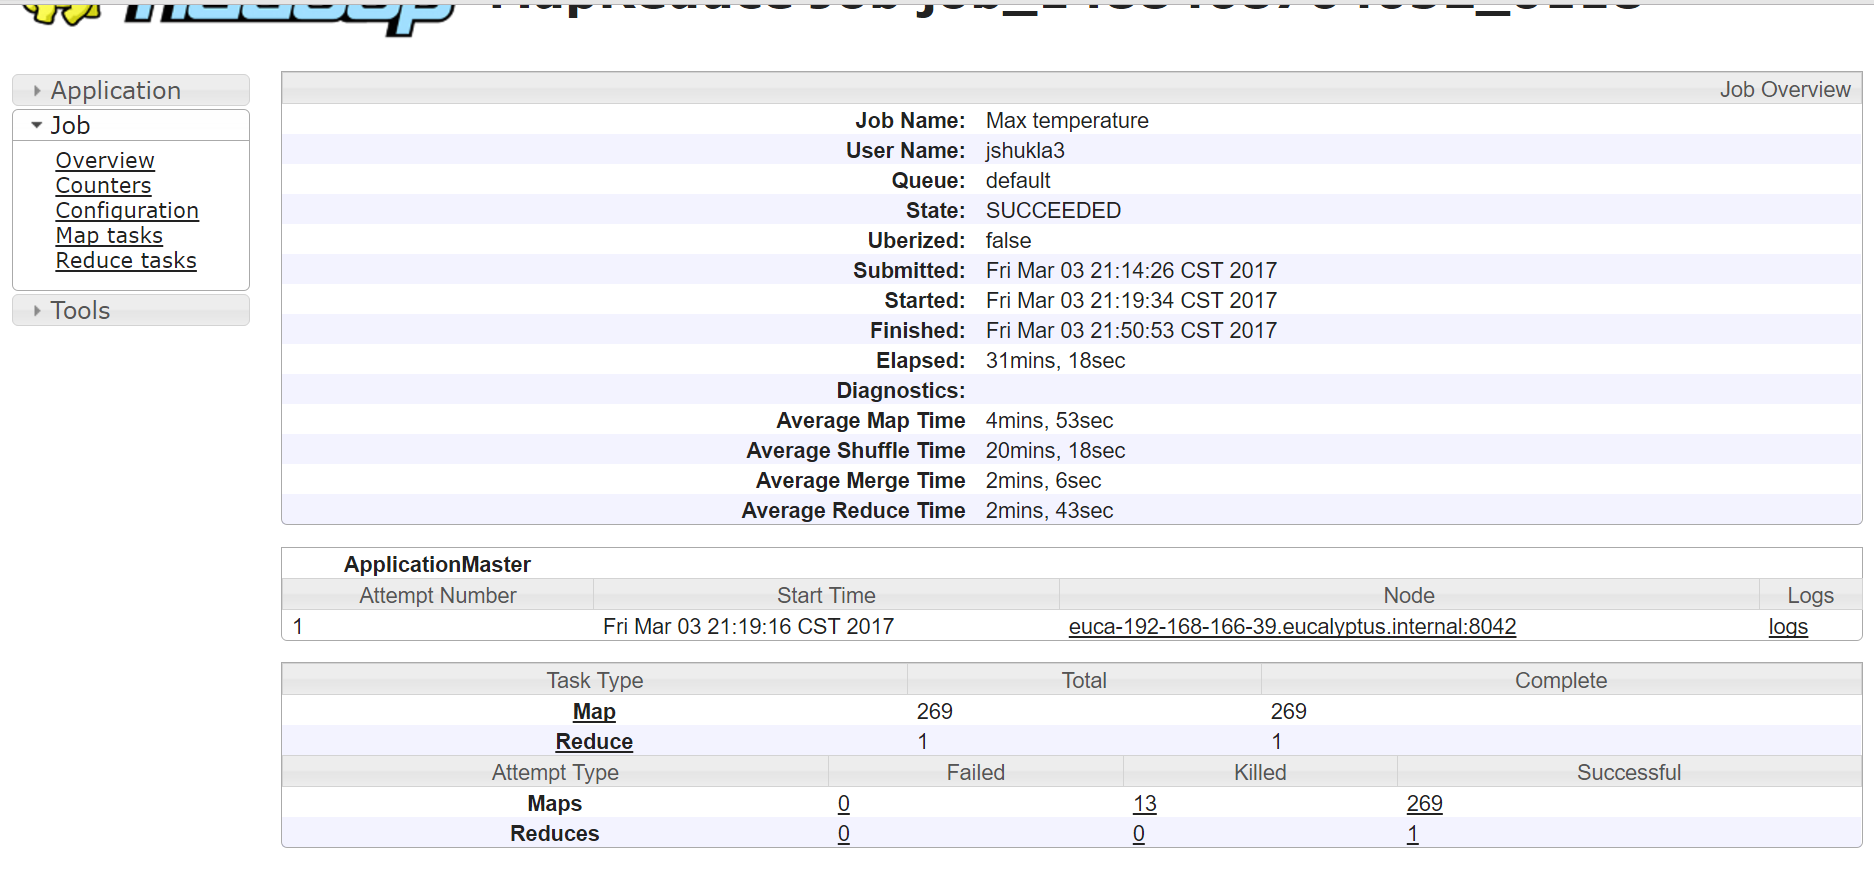 Application
Job
Overview
Counters
Configuration
Map tasks
Reduce tasks
Tools
Job Overview
Job Name: Max temperature
User Name: jshukla3
Queue: default
State: SUCCEEDED
Uberized: false
Submitted: Fri Mar 03 21:14:26 CST 2017
Started: Fri Mar 03 21:19:34 CST 2017
Finished: Fri Mar 03 21:50:53 CST 2017
Elapsed: 31mins, 18sec
Diagnostics:
Average Map Time 4mins, 53sec
Average Shuffle Time 20mins, 18sec
Average Merge Time 2mins, 6sec
Average Reduce Time 2mins, 43sec
ApplicationMaster
Attempt Number Start Time Node Logs
1 Fri Mar 03 21:19:16 CST 2017 euca-192-168-166-39.eucalyptus.internal:8042 logs
Task Type Total Complete
Map 269 269
Reduce 1 1
Attempt Type Failed Killed Successful
Maps 0 13 269
Reduces 0 0 1